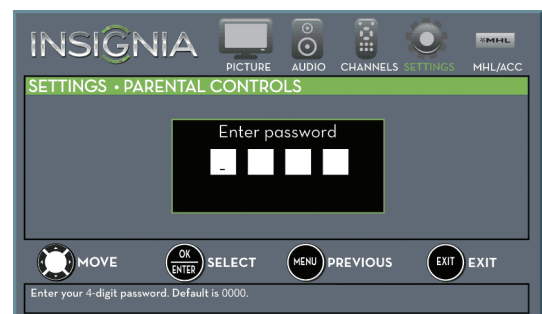 INSIGNIA
PICTURE AUDIO CHANNELS SETTINGS MHL/ACC
MHL
SETTINGS • PARENTAL CONTROLS
Enter password
-
MOVE OK ENTER SELECT MENU PREVIOUS EXIT EXIT
Enter your 4-digit password. Default is 0000.